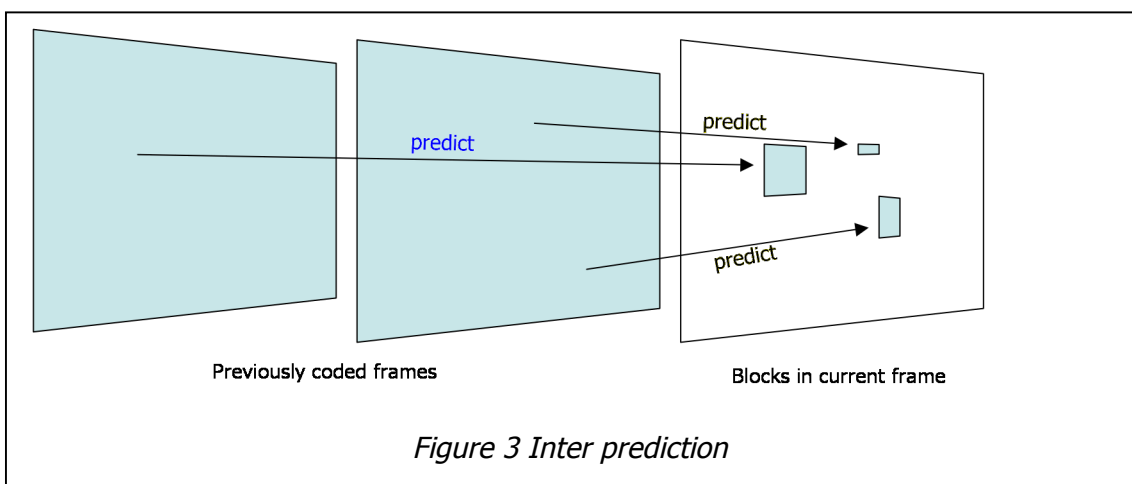 predict
predict
predict
Previously coded frames
Blocks in current frame
Figure 3 Inter prediction